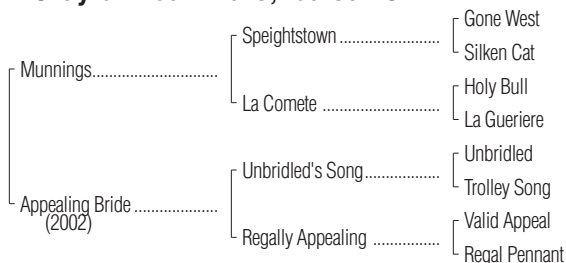 Gone West
Speightstown
Silken Cat
Munnings
Holy Bull
La Comete
La Gueriere
Unbridled
Unbridled's Song
Trolley Song
Appealing Bride
(2002)
Valid Appeal
Regally Appealing
Regal Pennant